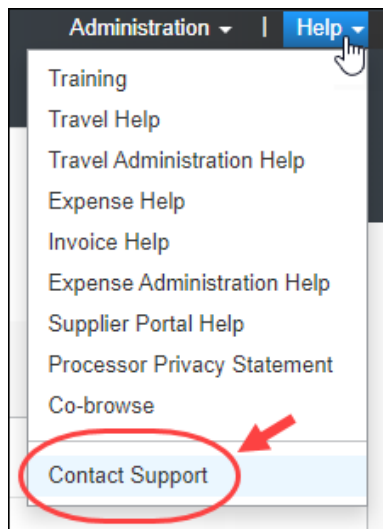 Administration | Help
Training
Travel Help
Travel Administration Help
Expense Help
Invoice Help
Expense Administration Help
Supplier Portal Help
Processor Privacy Statement
Co-browse
Contact Support